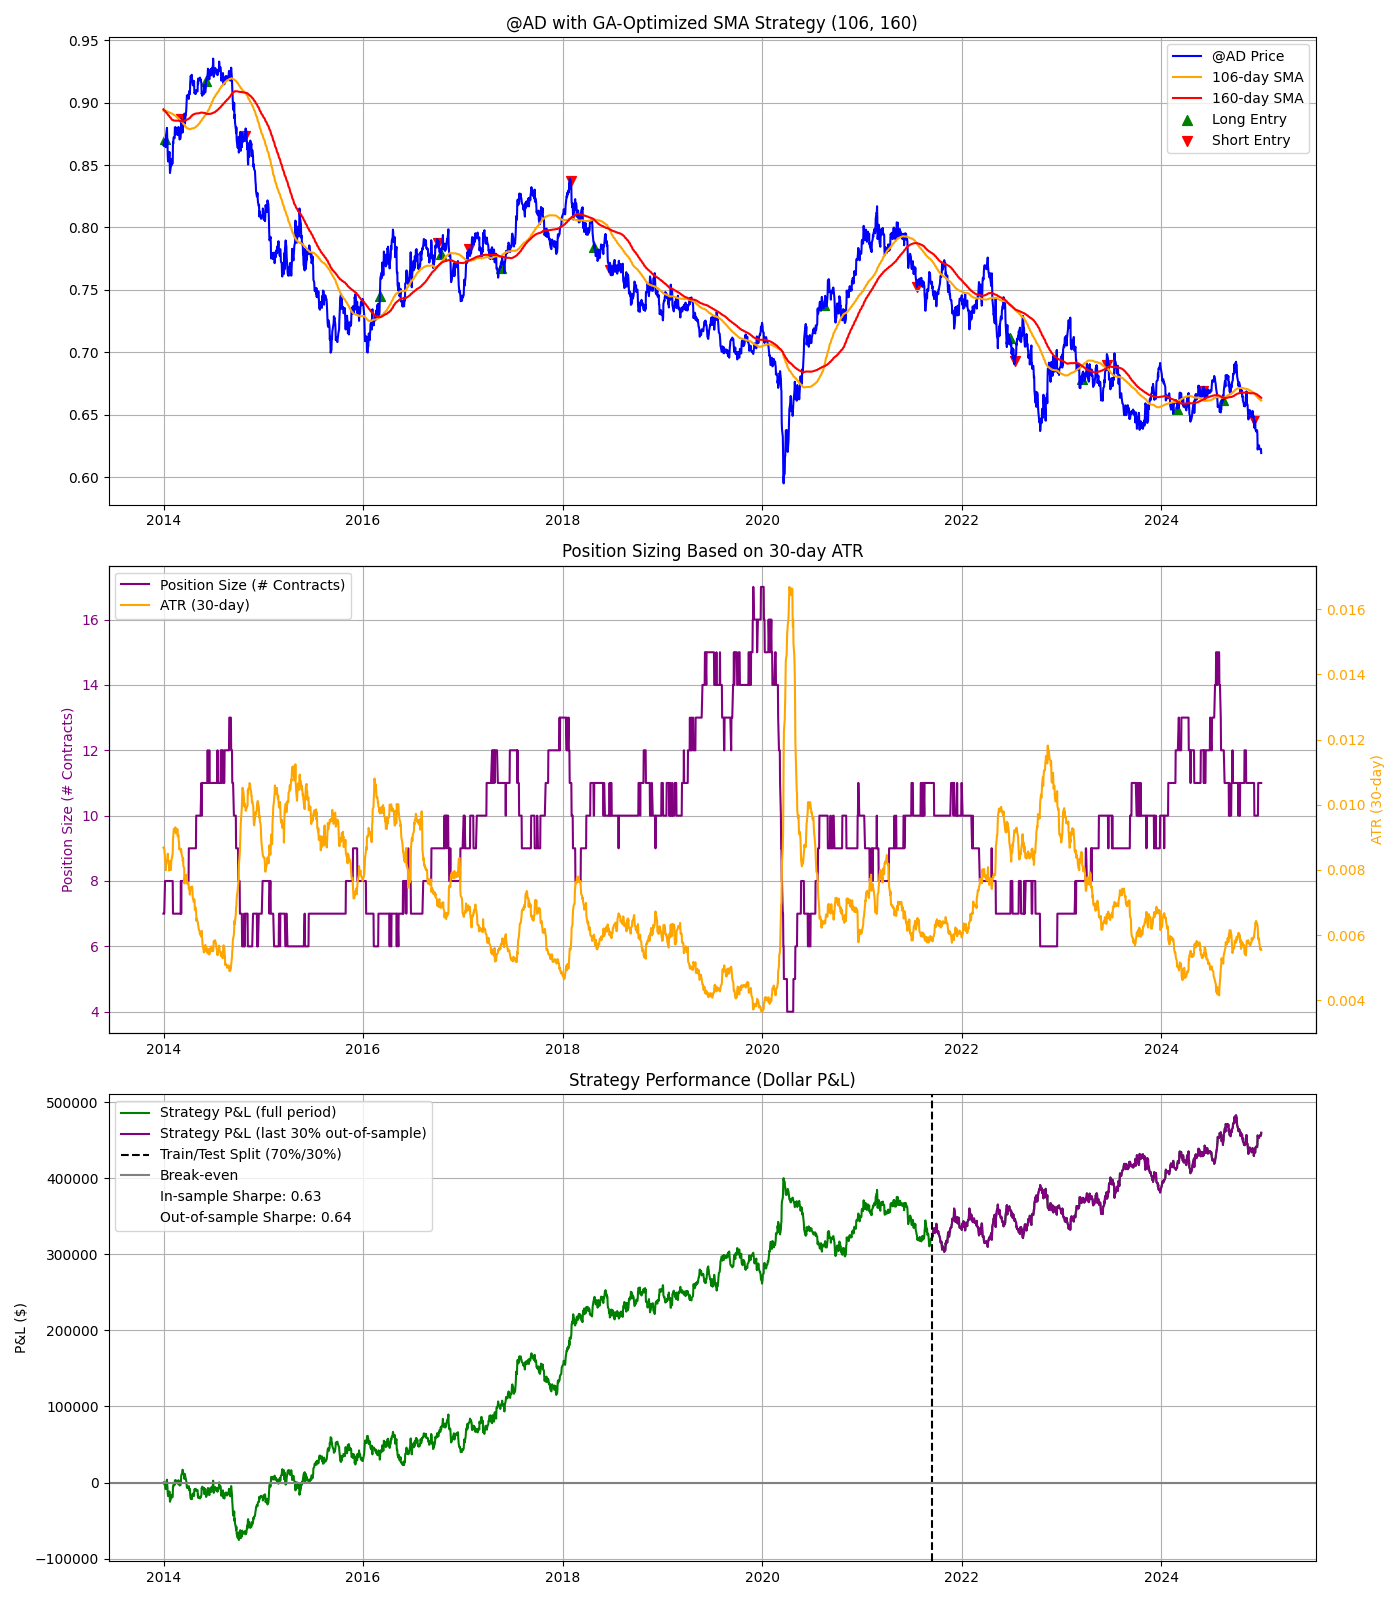 @AD with GA-Optimized SMA Strategy (106, 160)
0.95
0.90
0.85
0.80
0.75
0.70
0.65
0.60
@AD Price
106-day SMA
160-day SMA
Long Entry
Short Entry
2014 2016 2018 2020 2022 2024
Position Sizing Based on 30-day ATR
Position Size (# Contracts)
16
14
12
10
8
6
4
Position Size (# Contracts)
ATR (30-day)
0.016
0.014
0.012
0.010
0.008
0.006
0.004
ATR (30-day)
2014 2016 2018 2020 2022 2024
Strategy Performance (Dollar P&L)
P&L ($)
500000
400000
300000
200000
100000
0
−100000
Strategy P&L (full period)
Strategy P&L (last 30% out-of-sample)
Train/Test Split (70%/30%)
Break-even
In-sample Sharpe: 0.63
Out-of-sample Sharpe: 0.64
2014 2016 2018 2020 2022 2024